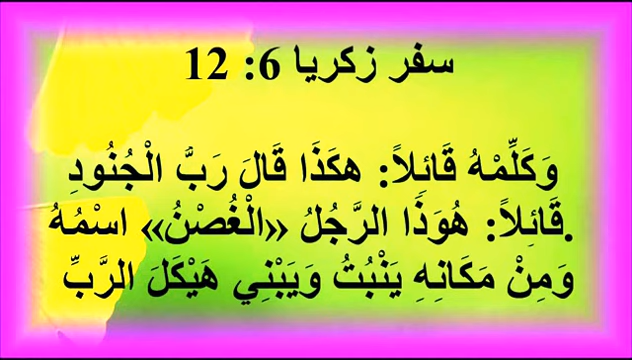 سفر زكريا 6: 12
وَكَلِّمْهُ قَائِلاً: هكَذَا قَالَ رَبُّ الْجُنُودِ
قَائِلاً: هُوَذَا الرَّجُلُ «الْغُصْنُ» اسْمُهُ.
وَمِنْ مَكَانِهِ يَنْبُتُ وَيَبْنِي هَيْكَلَ الرَّبِّ